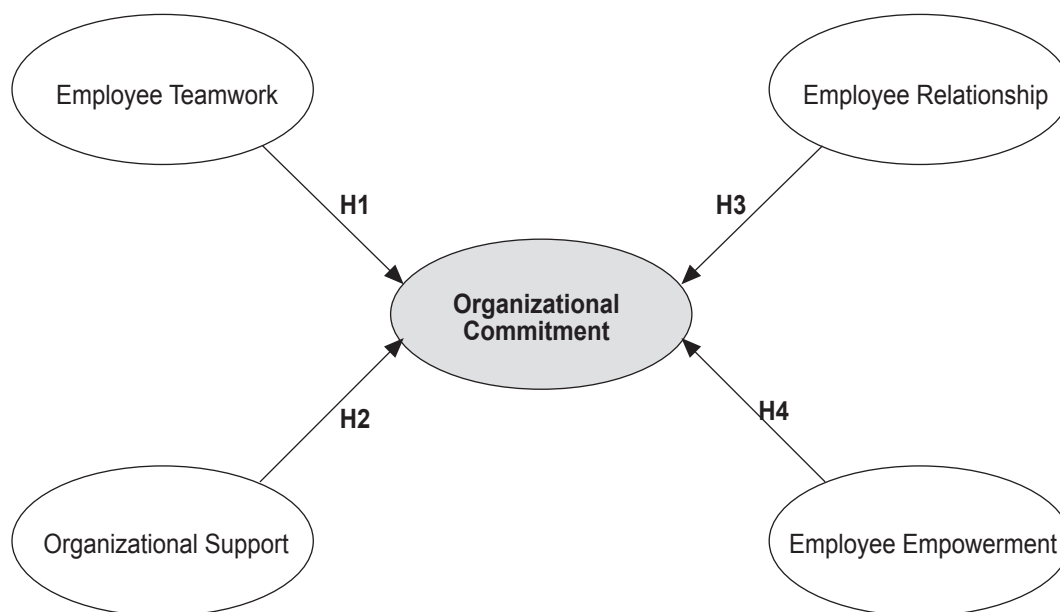 Employee Teamwork
Employee Relationship
H1
H3
Organizational
Commitment
H2
H4
Organizational Support
Employee Empowerment